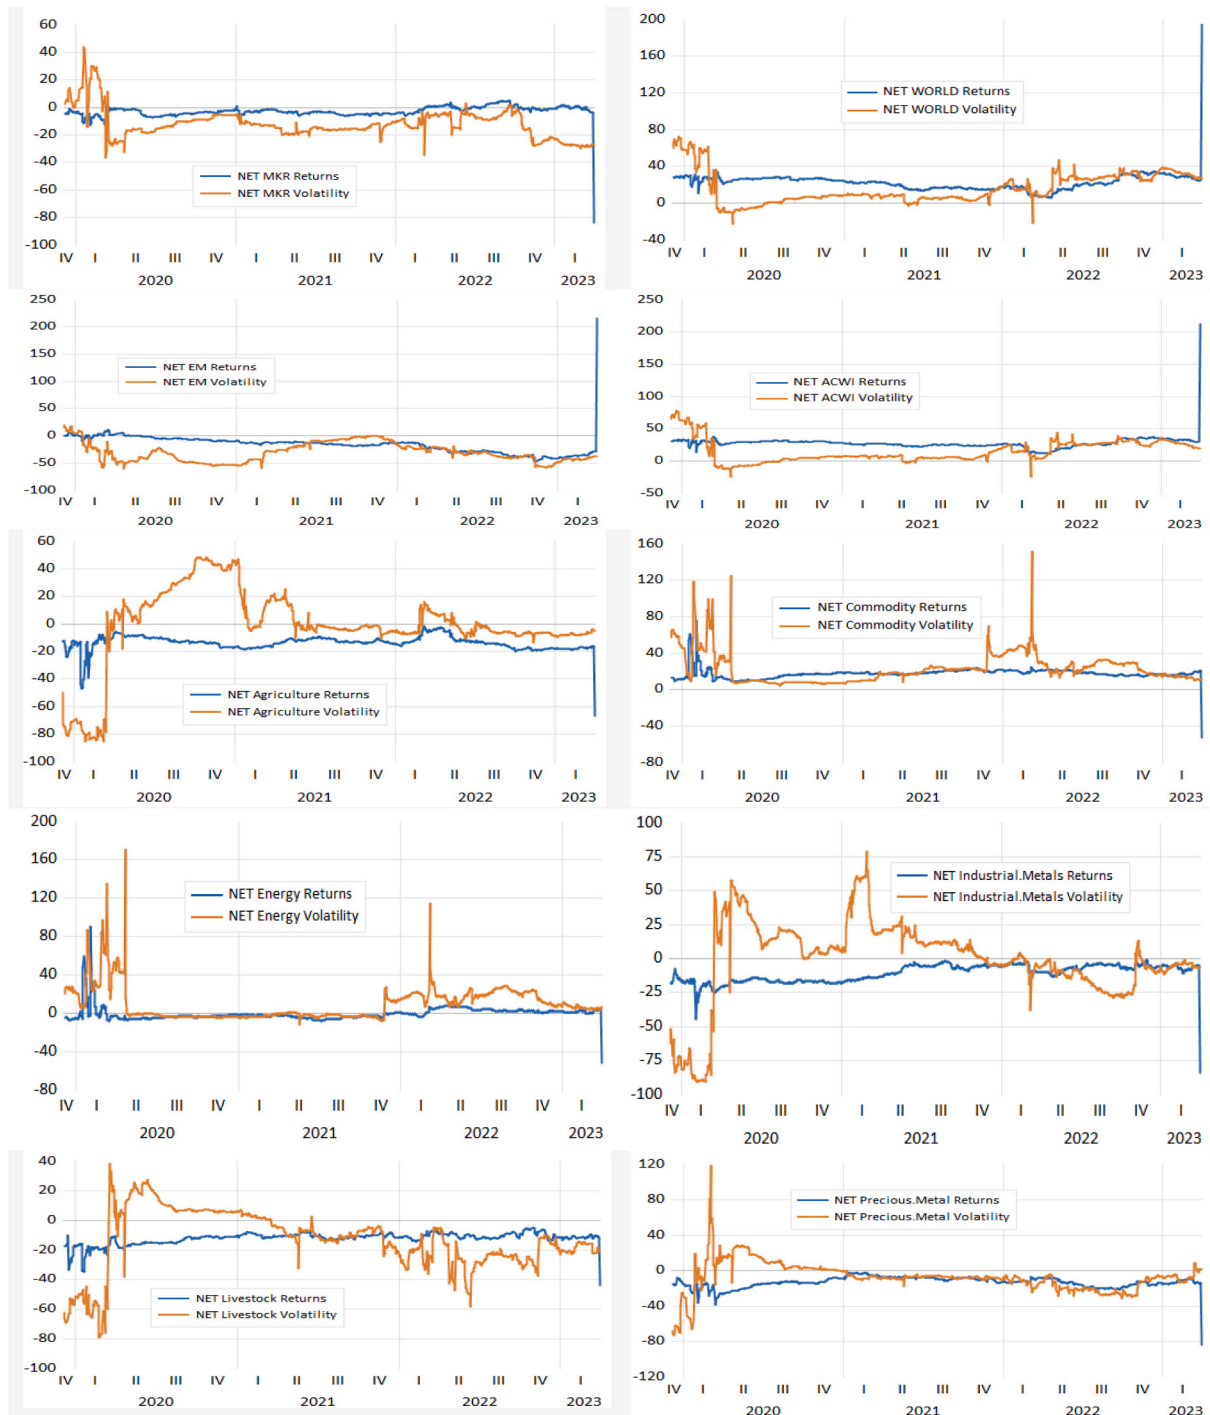 60
40
20
0
-20
-40
-60
-80
-100
NET MKR Returns
NET MKR Volatility
IV I II III IV I II III IV I II III IV I
2020 2021 2022 2023
200
160
120
80
40
0
-40
NET WORLD Returns
NET WORLD Volatility
IV I II III IV I II III IV I II III IV I
2020 2021 2022 2023
250
200
150
100
50
0
-50
-100
NET EM Returns
NET EM Volatility
IV I II III IV I II III IV I II III IV I
2020 2021 2022 2023
250
200
150
100
50
0
-50
NET ACWI Returns
NET ACWI Volatility
IV I II III IV I II III IV I II III IV I
2020 2021 2022 2023
60
40
20
0
-20
-40
-60
-80
-100
NET Agriculture Returns
NET Agriculture Volatility
IV I II III IV I II III IV I II III IV I
2020 2021 2022 2023
160
120
80
40
0
-40
-80
NET Commodity Returns
NET Commodity Volatility
IV I II III IV I II III IV I II III IV I
2020 2021 2022 2023
200
160
120
80
40
0
-40
-80
NET Energy Returns
NET Energy Volatility
IV I II III IV I II III IV I II III IV I
2020 2021 2022 2023
100
75
50
25
0
-25
-50
-75
-100
NET Industrial.Metals Returns
NET Industrial.Metals Volatility
IV I II III IV I II III IV I II III IV I
2020 2021 2022 2023
40
20
0
-20
-40
-60
-80
-100
NET Livestock Returns
NET Livestock Volatility
IV I II III IV I II III IV I II III IV I
2020 2021 2022 2023
120
80
40
0
-40
-80
-120
NET Precious.Metal Returns
NET Precious.Metal Volatility
IV I II III IV I II III IV I II III IV I
2020 2021 2022 2023